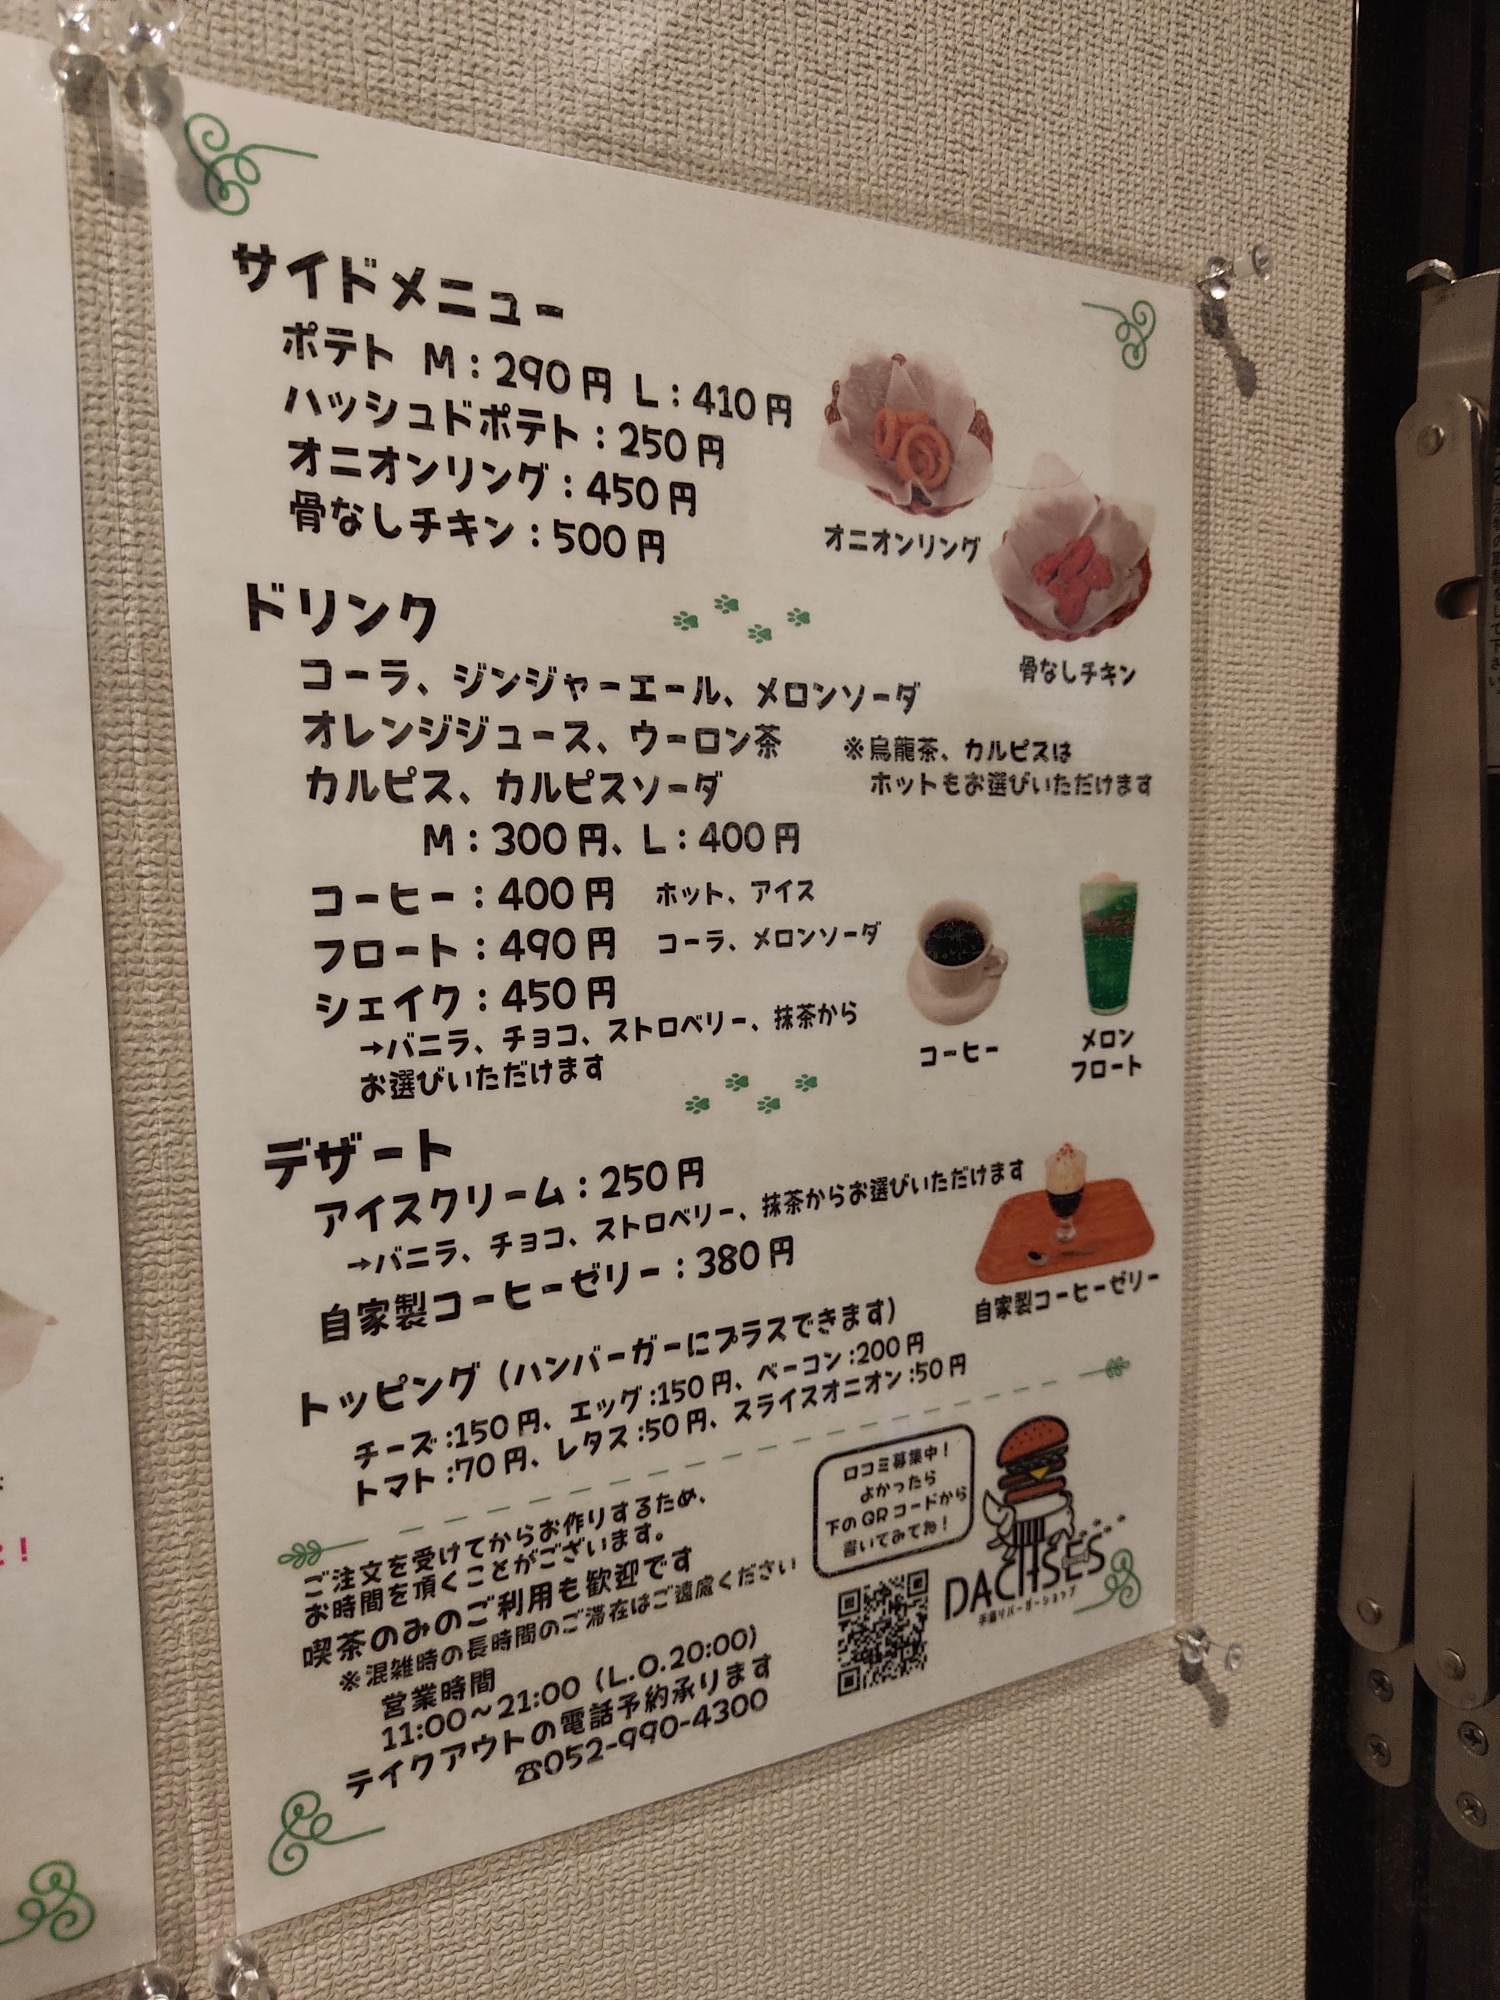 サイドメニュー
ポテト M：290円 L：410円
ハッシュドポテト：250円
オニオンリング：450円
骨なしチキン：500円
オニオンリング
骨なしチキン
ドリンク
コーラ、ジンジャーエール、メロンソーダ
オレンジジュース、ウーロン茶
カルピス、カルピスソーダ
※烏龍茶、カルピスは
ホットもお選びいただけます
M：300円、L：400円
コーヒー：400円 ホット、アイス
フロート：490円 コーラ、メロンソーダ
シェイク：450円
→バニラ、チョコ、ストロベリー、抹茶から
お選びいただけます
コーヒー
メロン
フロート
デザート
アイスクリーム：250円
→バニラ、チョコ、ストロベリー、抹茶からお選びいただけます
自家製コーヒーゼリー：380円
自家製コーヒーゼリー
トッピング（ハンバーガーにプラスできます）
チーズ:150円、エッグ:150円、ベーコン:200円
トマト:70円、レタス:50円、スライスオニオン:50円
ご注文を受けてからお作りするため、
お時間を頂くことがございます。
喫茶のみのご利用も歓迎です
※混雑時の長時間のご滞在はご遠慮ください
営業時間
11:00～21:00（L.O.20:00）
テイクアウトの電話予約承ります
☎052-990-4300
口コミ募集中！
よかったら
下のQRコードから
書いてみてね！
DACHSES
手造りバーガーショップ
！